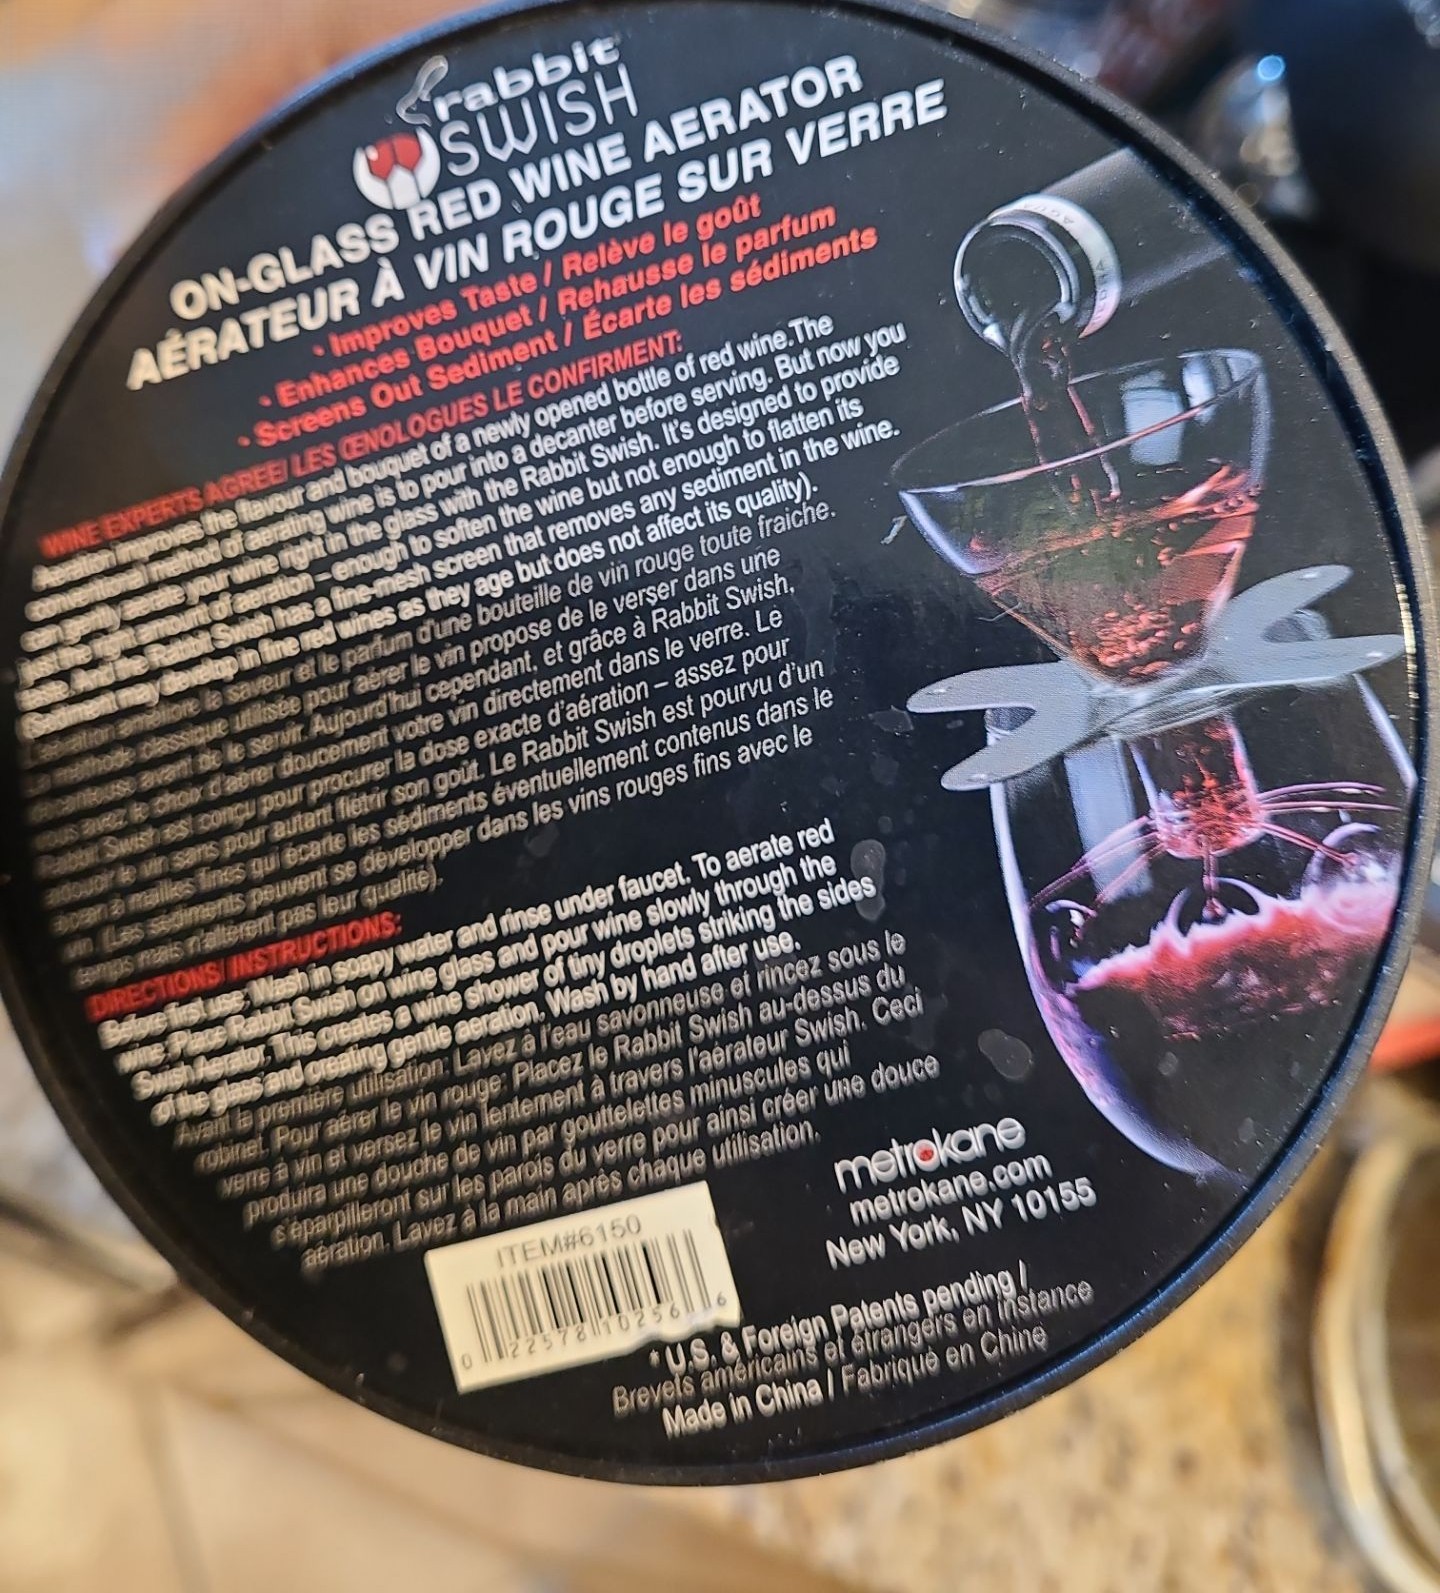 rabbit
SWISH
ON-GLASS RED WINE AERATOR
AÉRATEUR À VIN ROUGE SUR VERRE
• Improves Taste / Relève le goût
• Enhances Bouquet / Rehausse le parfum
• Screens Out Sediment / Écarte les sédiments
WINE EXPERTS AGREE/ LES ŒNOLOGUES LE CONFIRMENT:
Aeration improves the flavour and bouquet of a newly opened bottle of red wine.The
conventional method of aerating wine is to pour into a decanter before serving. But now you
can gently aerate your wine right in the glass with the Rabbit Swish. It's designed to provide
just the right amount of aeration – enough to soften the wine but not enough to flatten its
taste. And the Rabbit Swish has a fine-mesh screen that removes any sediment in the wine.
Sediment may develop in fine red wines as they age but does not affect its quality).
L'aération améliore la saveur et le parfum d'une bouteille de vin rouge toute fraiche.
La méthode classique utilisée pour aérer le vin propose de le verser dans une
avant de le servir. Aujourd'hui cependant, et grâce à Rabbit Swish,
vous avez le choix d'aérer doucement votre vin directement dans le verre. Le
Rabbit Swish est conçu pour procurer la dose exacte d'aération – assez pour
le vin sans pour autant flétrir son goût. Le Rabbit Swish est pourvu d'un
écran à mailles fines qui écarte les sédiments éventuellement contenus dans le
vin. (Les sédiments peuvent se développer dans les vins rouges fins avec le
temps mais n'altèrent pas leur qualité).
DIRECTIONS/ INSTRUCTIONS:
Before first use: Wash in soapy water and rinse under faucet. To aerate red
wine: Place Rabbit Swish on wine glass and pour wine slowly through the
Swish Aerator. This creates a wine shower of tiny droplets striking the sides
of the glass and creating gentle aeration. Wash by hand after use.
Avant la première utilisation: Lavez à l'eau savonneuse et rincez sous le
robinet. Pour aérer le vin rouge: Placez le Rabbit Swish au-dessus du
verre à vin et versez le vin lentement à travers l'aérateur Swish. Ceci
produira une douche de vin par gouttelettes minuscules qui
s'éparpilleront sur les parois du verre pour ainsi créer une douce
aération. Lavez à la main après chaque utilisation.
metrokane
metrokane.com
New York, NY 10155
ITEM#6150
0 22578 10256 6
* U.S. & Foreign Patents pending /
Brevets américains et étrangers en instance
Made in China / Fabriqué en Chine